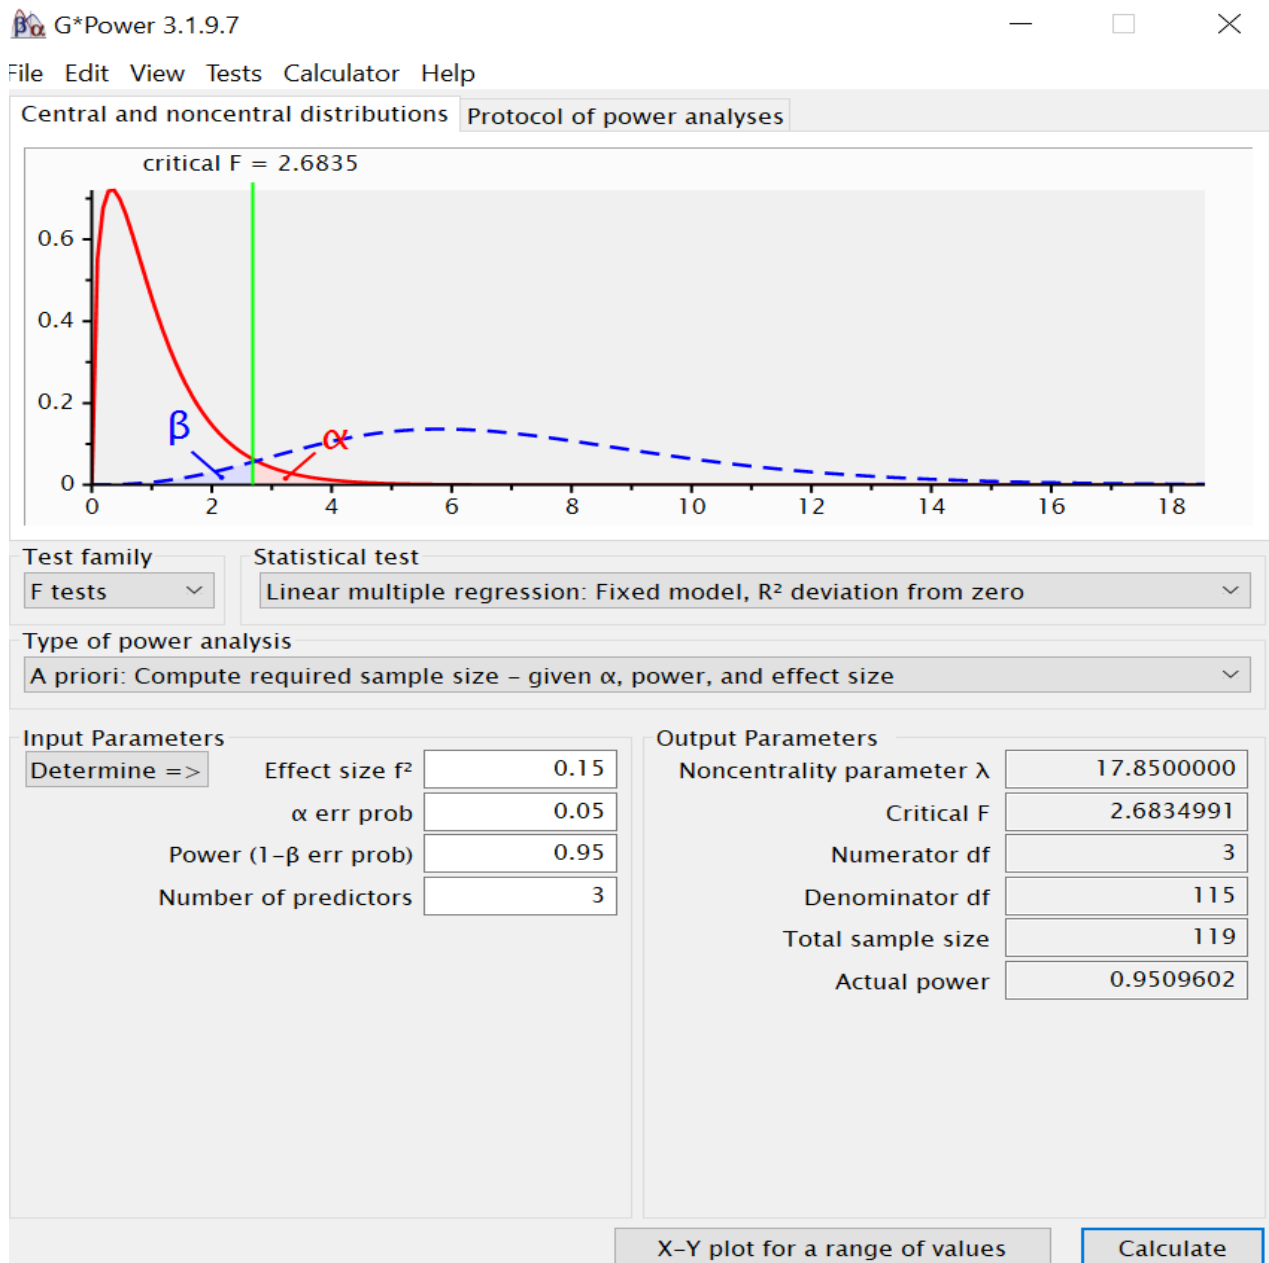 G*Power 3.1.9.7
File Edit View Tests Calculator Help
Central and noncentral distributions Protocol of power analyses
critical F = 2.6835
0.6
0.4
0.2
0
β α
0 2 4 6 8 10 12 14 16 18
Test family Statistical test
F tests Linear multiple regression: Fixed model, R² deviation from zero
Type of power analysis
A priori: Compute required sample size – given α, power, and effect size
Input Parameters Output Parameters
Determine => Effect size f² 0.15 Noncentrality parameter λ 17.8500000
α err prob 0.05 Critical F 2.6834991
Power (1–β err prob) 0.95 Numerator df 3
Number of predictors 3 Denominator df 115
Total sample size 119
Actual power 0.9509602
X–Y plot for a range of values Calculate